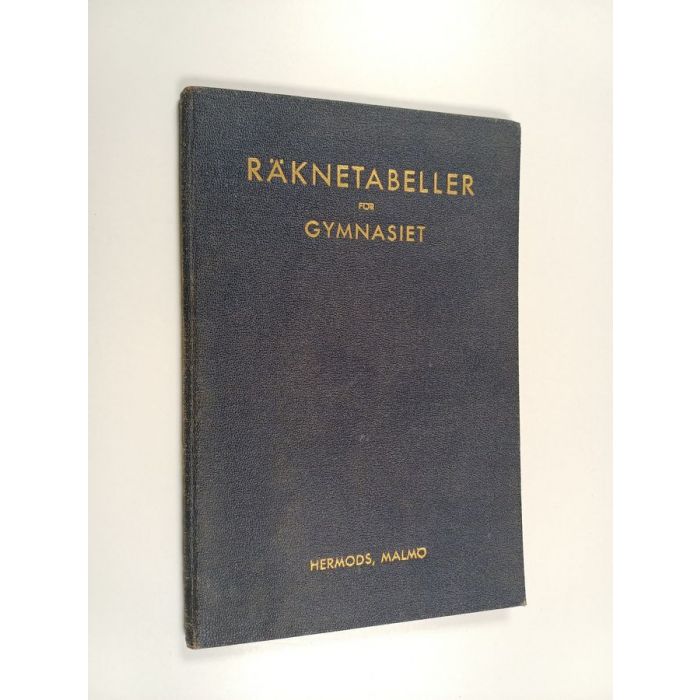 RÄKNETABELLER
FÖR
GYMNASIET
HERMODS, MALMÖ